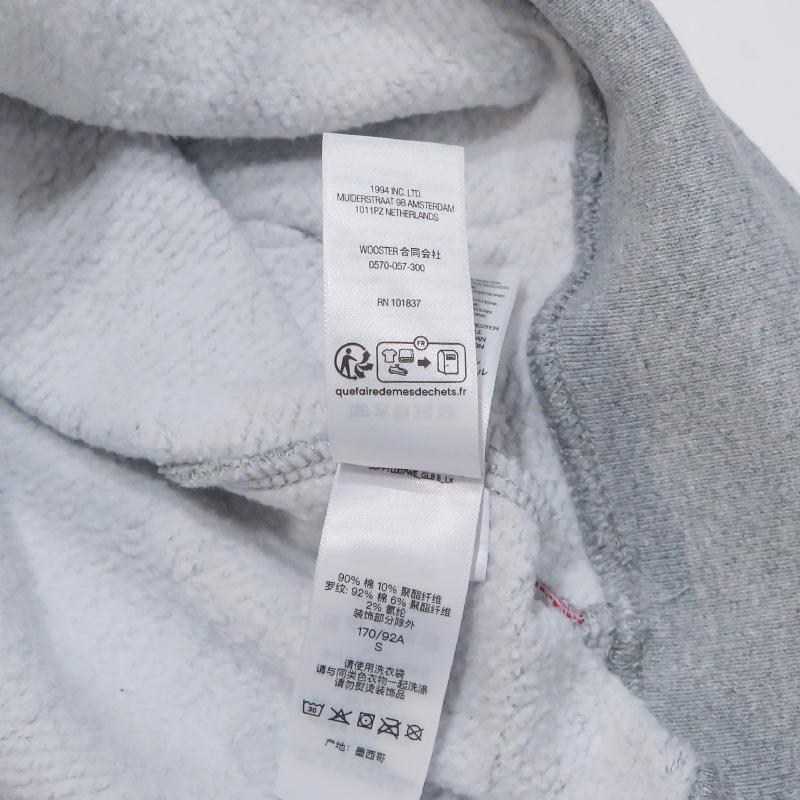 1994 INC. LTD.
MUIDERSTRAAT 9B AMSTERDAM
1011PZ NETHERLANDS
WOOSTER 合同会社
0570-057-300
RN 101837
FR
quefairedemesdechets.fr
90% 棉 10% 聚酯纤维
罗纹: 92% 棉 6% 聚酯纤维
2% 氨纶
装饰部分除外
170/92A
S
请使用洗衣袋
请与同类色衣物一起洗涤
请勿熨烫装饰品
30
产地: 墨西哥